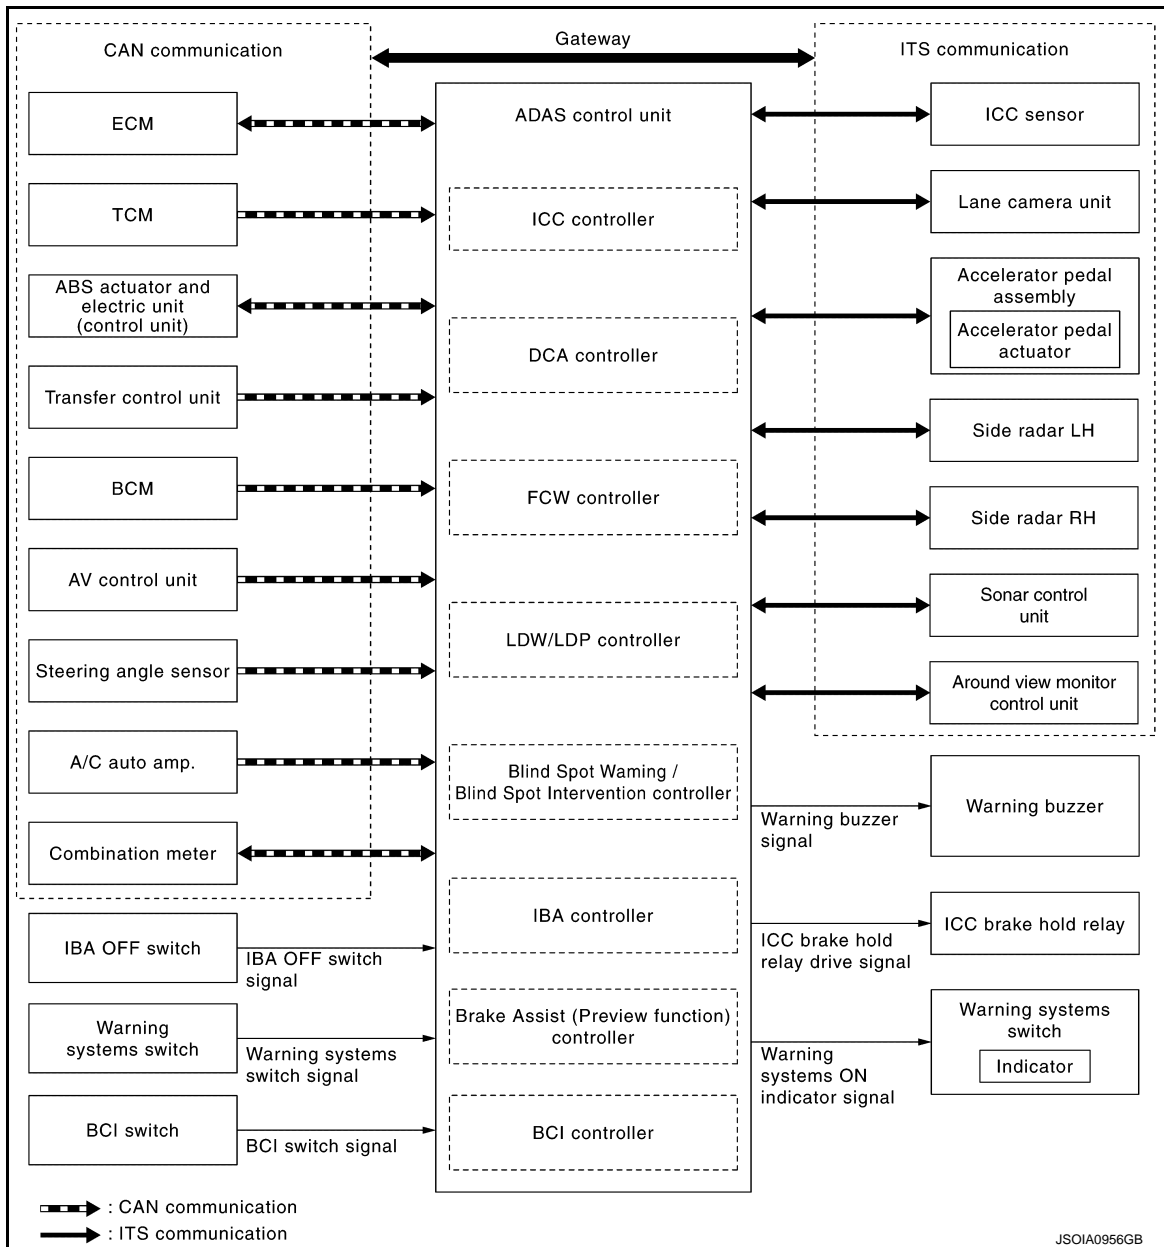 CAN communication
Gateway
ITS communication
ECM
TCM
ABS actuator and
electric unit
(control unit)
Transfer control unit
BCM
AV control unit
Steering angle sensor
A/C auto amp.
Combination meter
IBA OFF switch
IBA OFF switch
signal
Warning
systems switch
Warning systems
switch signal
BCI switch
BCI switch signal
ADAS control unit
ICC controller
DCA controller
FCW controller
LDW/LDP controller
Blind Spot Waming /
Blind Spot Intervention controller
IBA controller
Brake Assist (Preview function)
controller
BCI controller
ICC sensor
Lane camera unit
Accelerator pedal
assembly
Accelerator pedal
actuator
Side radar LH
Side radar RH
Sonar control
unit
Around view monitor
control unit
Warning buzzer
signal
Warning buzzer
ICC brake hold
relay drive signal
ICC brake hold relay
Warning
systems ON
indicator signal
Warning systems
switch
Indicator
: CAN communication
: ITS communication
JSOIA0956GB